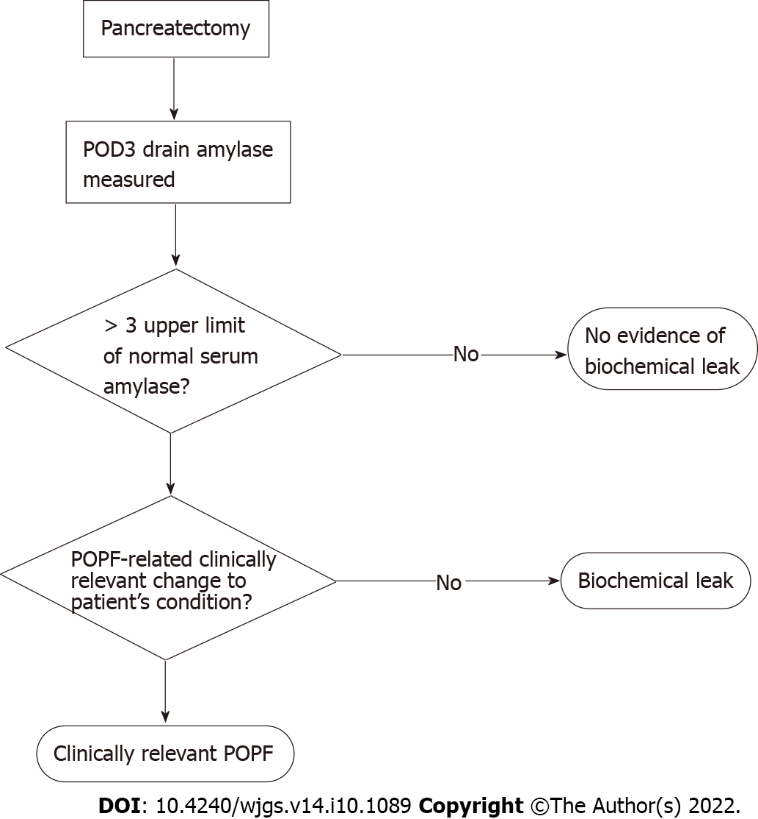 Pancreatectomy
POD3 drain amylase
measured
> 3 upper limit
of normal serum
amylase?
No
No evidence of
biochemical leak
POPF-related clinically
relevant change to
patient’s condition?
No
Biochemical leak
Clinically relevant POPF
DOI: 10.4240/wjgs.v14.i10.1089 Copyright ©The Author(s) 2022.